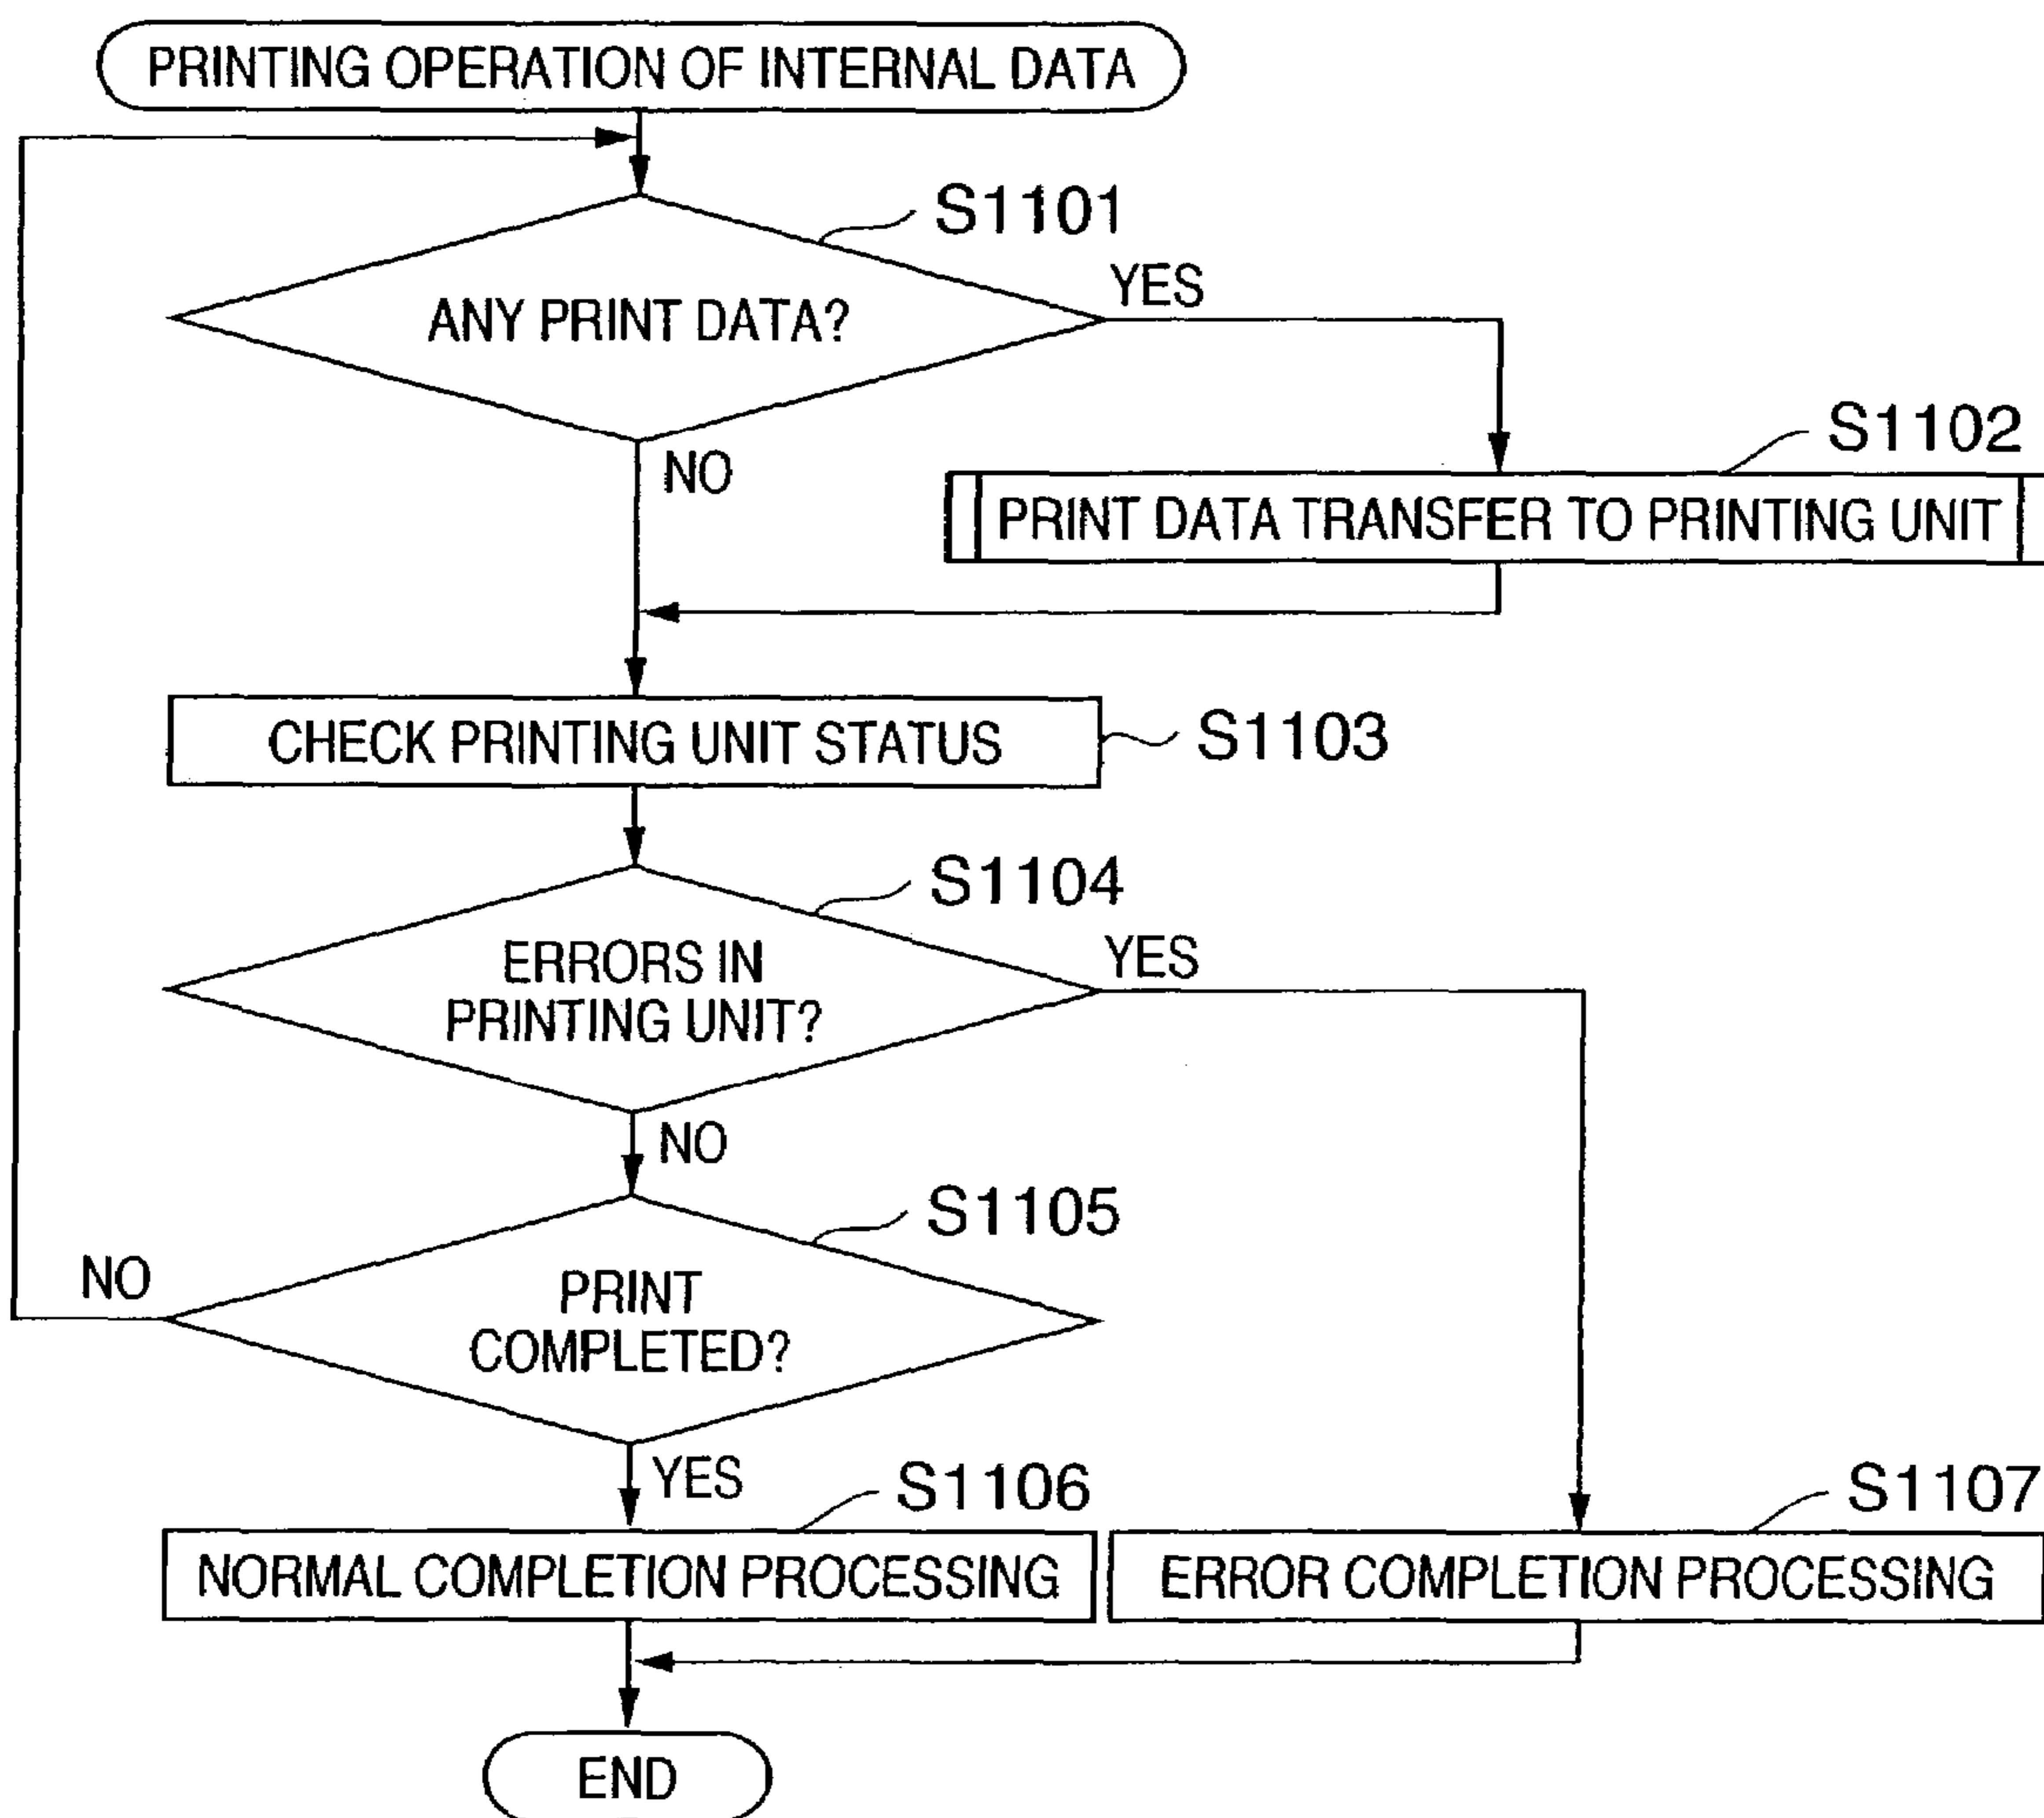 PRINTING OPERATION OF INTERNAL DATA
S1101
ANY PRINT DATA?
YES
NO
S1102
PRINT DATA TRANSFER TO PRINTING UNIT
CHECK PRINTING UNIT STATUS
S1103
S1104
ERRORS IN
PRINTING UNIT?
YES
NO
S1105
PRINT
COMPLETED?
NO
YES
S1106
NORMAL COMPLETION PROCESSING
S1107
ERROR COMPLETION PROCESSING
END